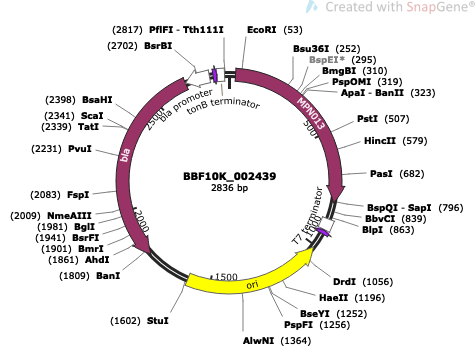 Created with SnapGene®
(2817) PflFI - Tth111I
(2702) BsrBI
EcoRI (53)
Bsu36I (252)
BspEI* (295)
BmgBI (310)
PspOMI (319)
ApaI - BanII (323)
PstI (507)
HincII (579)
PasI (682)
BspQI - SapI (796)
BbvCI (839)
BlpI (863)
DrdI (1056)
HaeII (1196)
BseYI (1252)
PspFI (1256)
AlwNI (1364)
(1602) StuI
(1809) BanI
(1861) AhdI
(1901) BmrI
(1941) BsrFI
(1981) BglI
(2009) NmeAIII
(2083) FspI
(2231) PvuI
(2339) TatI
(2341) ScaI
(2398) BsaHI
bla promoter
tonB terminator
MPN013
T7 terminator
ori
bla
500
1000
1500
2000
2500
BBF10K_002439
2836 bp